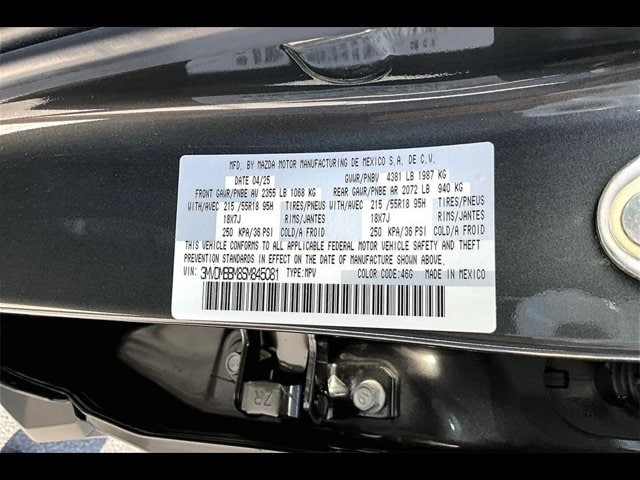 MFD. BY MAZDA MOTOR MANUFACTURING DE MEXICO S.A. DE C.V.
DATE 04/25 GVWR/PNBV 4381 LB 1987 KG
FRONT GAWR/PNBE AV 2355 LB 1068 KG REAR GAWR/PNBE AR 2072 LB 940 KG
WITH/AVEC 215/55R18 95H TIRES/PNEUS WITH/AVEC 215/55R18 95H TIRES/PNEUS
18X7J RIMS/JANTES 18X7J RIMS/JANTES
250 KPA/36 PSI COLD/A FROID 250 KPA/36 PSI COLD/A FROID
THIS VEHICLE CONFORMS TO ALL APPLICABLE FEDERAL MOTOR VEHICLE SAFETY AND THEFT
PREVENTION STANDARDS IN EFFECT ON THE DATE OF MANUFACTURE SHOWN ABOVE.
VIN: 3MVDMBBM8SM845081 TYPE:MPV COLOR CODE:46G MADE IN MEXICO
ZR